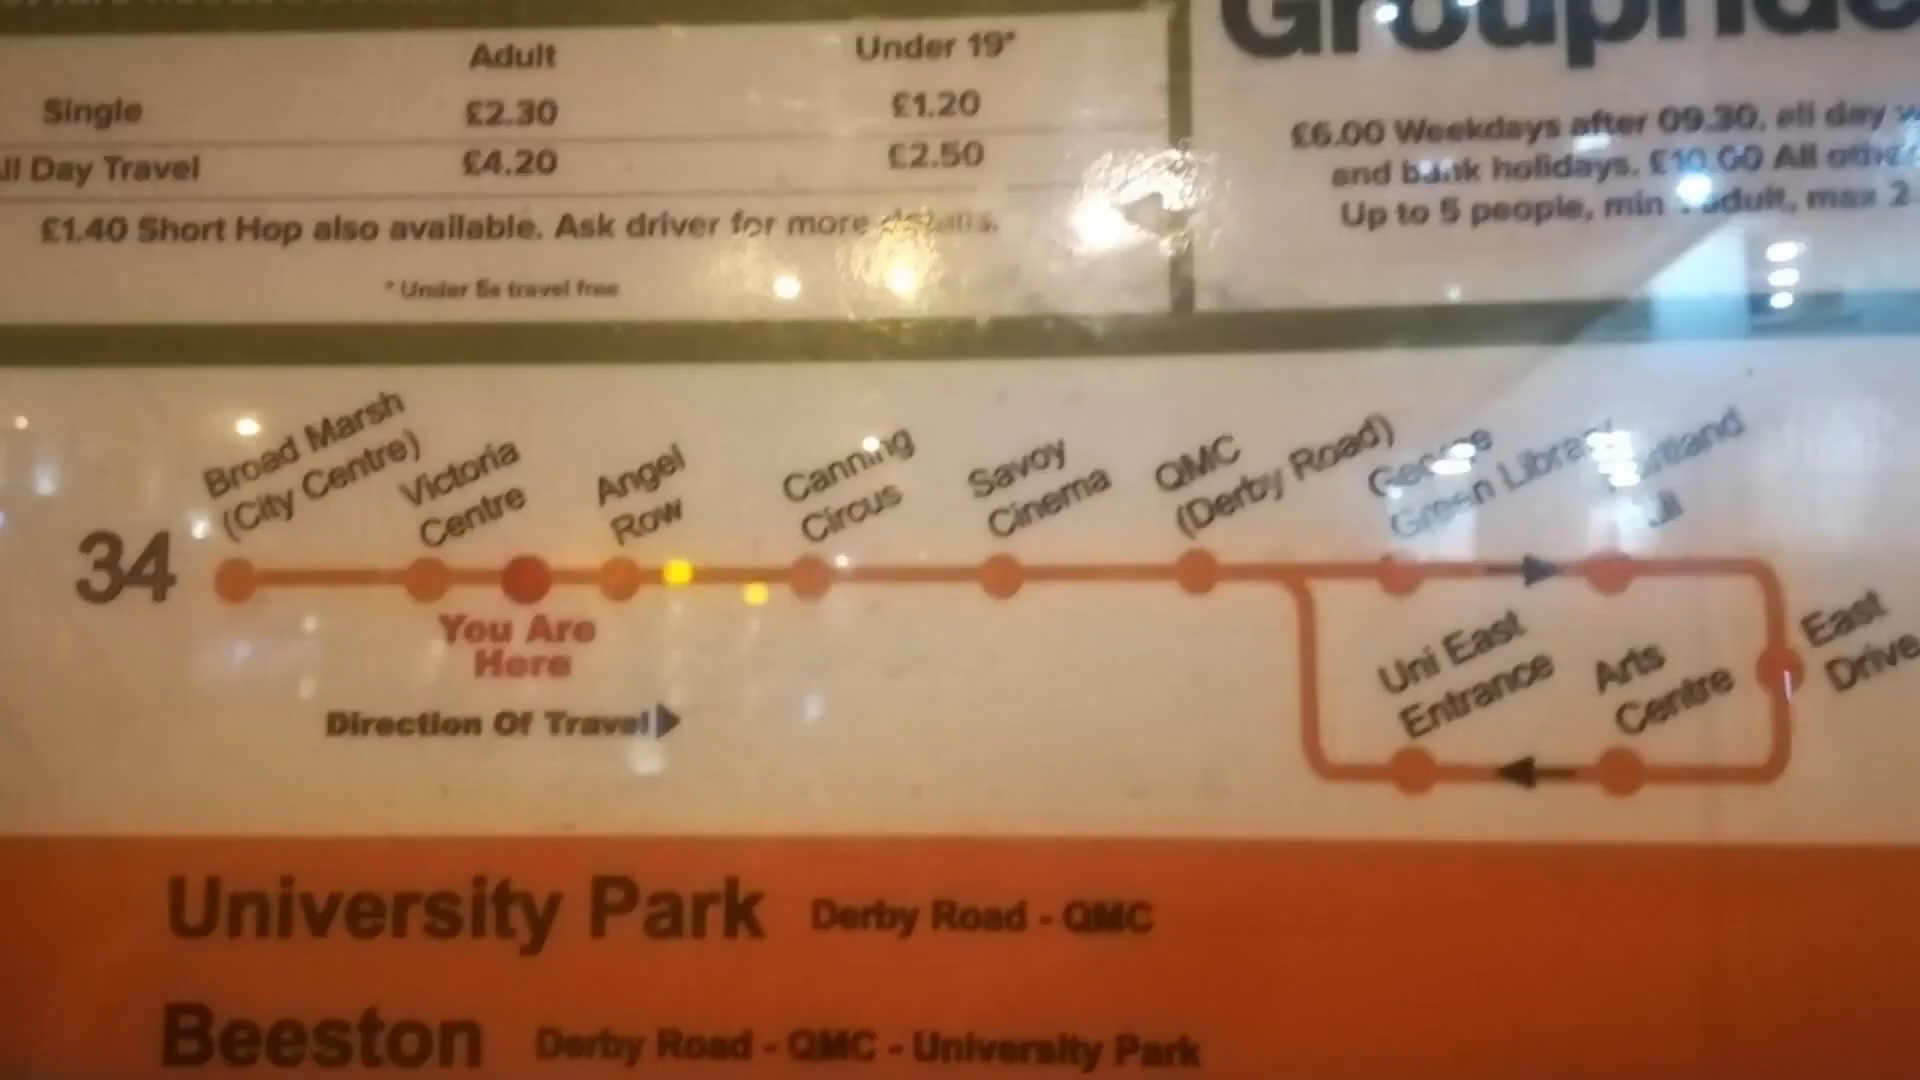 Adult Under 19*
Single £2.30 £1.20
Day Travel £4.20 £2.50
£1.40 Short Hop also available. Ask driver for more details.
* Under 5s travel free
Groupride
£6.00 Weekdays after 09.30, all day
and bank holidays. £10.00 All
Up to 5 people, min adult, max 2
34
Broad Marsh
(City Centre)
Victoria
Centre
You Are
Here
Angel
Row
Canning
Circus
Savoy
Cinema
QMC
(Derby Road)
George
Green Library
East
Drive
Arts
Centre
Uni East
Entrance
Direction Of Travel
University Park Derby Road - QMC
Beeston Derby Road - QMC - University Park